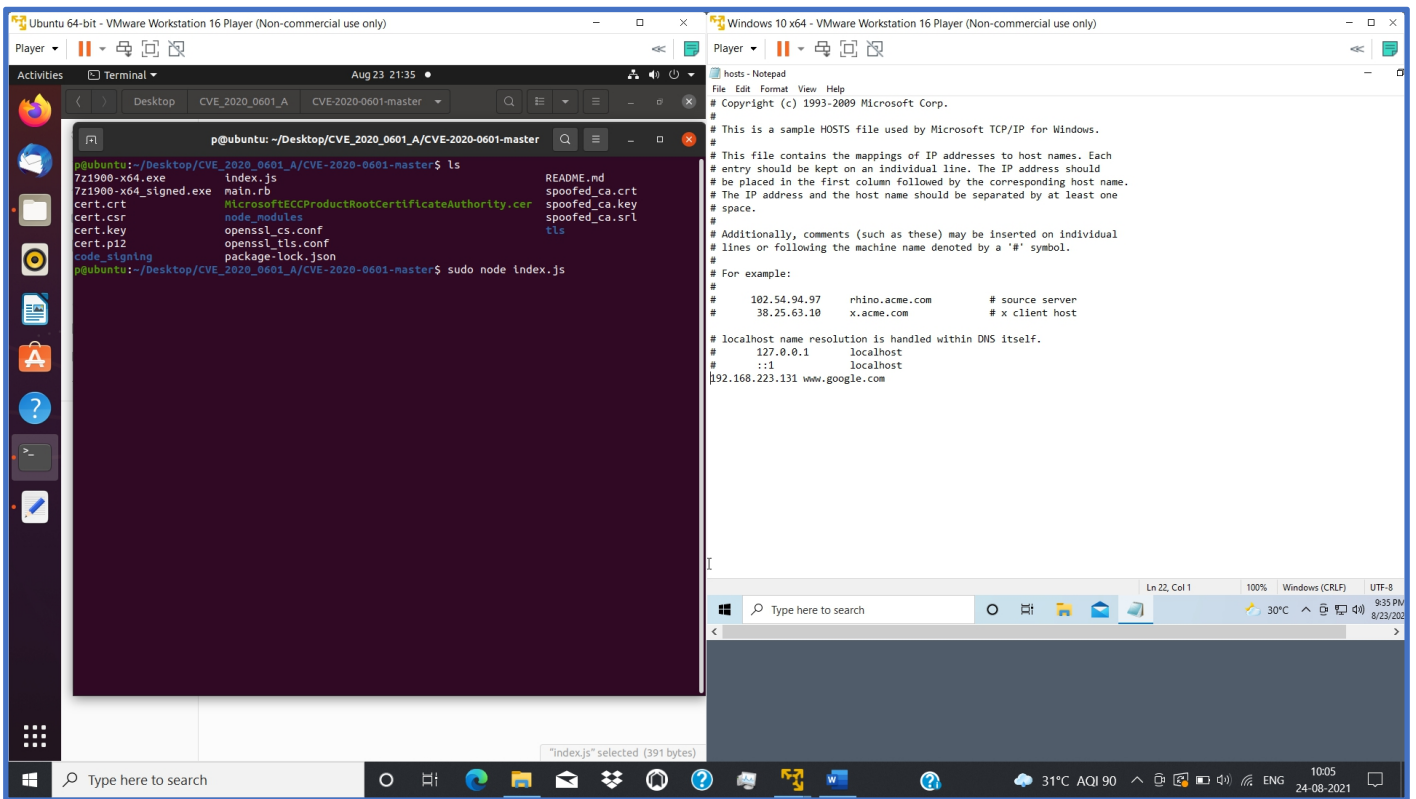 Ubuntu 64-bit - VMware Workstation 16 Player (Non-commercial use only)
Player
Activities
Terminal
Aug 23 21:35
Desktop
CVE_2020_0601_A
CVE-2020-0601-master
p@ubuntu: ~/Desktop/CVE_2020_0601_A/CVE-2020-0601-master
p@ubuntu:~/Desktop/CVE_2020_0601_A/CVE-2020-0601-master$ ls
7z1900-x64.exe index.js README.md
7z1900-x64_signed.exe main.rb spoofed_ca.crt
cert.crt MicrosoftECCProductRootCertificateAuthority.cer spoofed_ca.key
cert.csr node_modules spoofed_ca.srl
cert.key openssl_cs.conf tls
cert.p12 openssl_tls.conf
code_signing package-lock.json
p@ubuntu:~/Desktop/CVE_2020_0601_A/CVE-2020-0601-master$ sudo node index.js
"index.js" selected (391 bytes)
Windows 10 x64 - VMware Workstation 16 Player (Non-commercial use only)
Player
hosts - Notepad
File Edit Format View Help
# Copyright (c) 1993-2009 Microsoft Corp.
#
# This is a sample HOSTS file used by Microsoft TCP/IP for Windows.
#
# This file contains the mappings of IP addresses to host names. Each
# entry should be kept on an individual line. The IP address should
# be placed in the first column followed by the corresponding host name.
# The IP address and the host name should be separated by at least one
# space.
#
# Additionally, comments (such as these) may be inserted on individual
# lines or following the machine name denoted by a '#' symbol.
#
# For example:
#
# 102.54.94.97 rhino.acme.com # source server
# 38.25.63.10 x.acme.com # x client host
# localhost name resolution is handled within DNS itself.
# 127.0.0.1 localhost
# ::1 localhost
192.168.223.131 www.google.com
Ln 22, Col 1
100%
Windows (CRLF)
UTF-8
Type here to search
30°C
9:35 PM
8/23/202
Type here to search
31°C AQI 90
ENG
10:05
24-08-2021